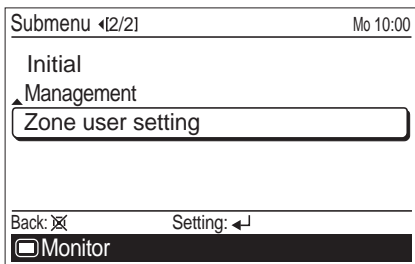 Submenu ◂[2/2] Mo 10:00
Initial
Management
Zone user setting
Back: Setting:
Monitor